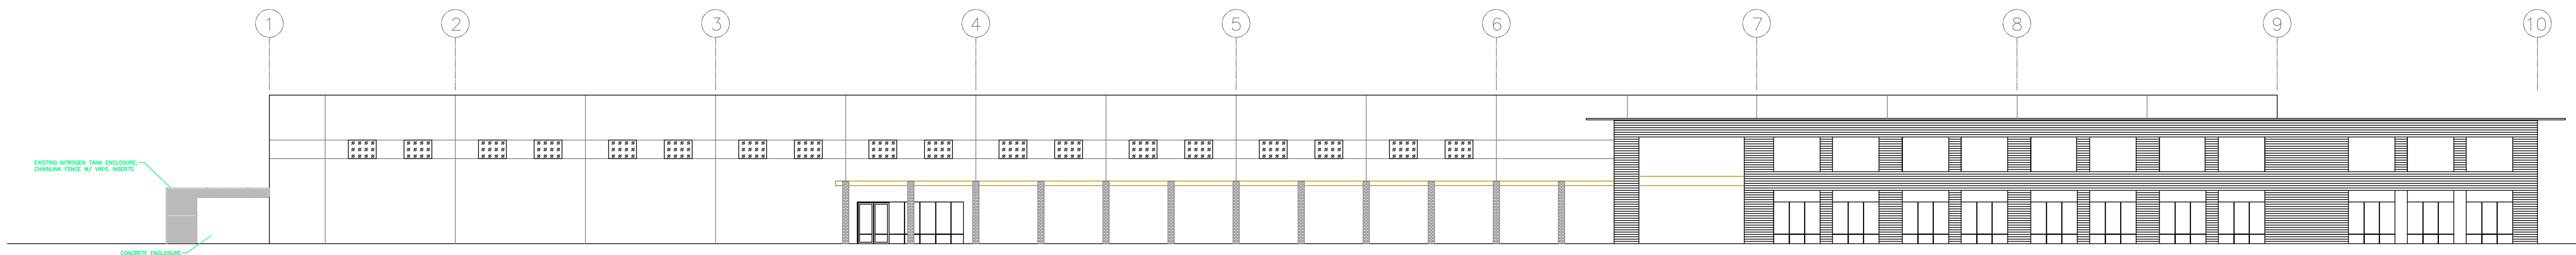 1 2 3 4 5 6 7 8 9 10
EXISTING NITROGEN TANK ENCLOSURE,
CHAINLINK FENCE W/ VINYL INSERTS
CONCRETE ENCLOSURE